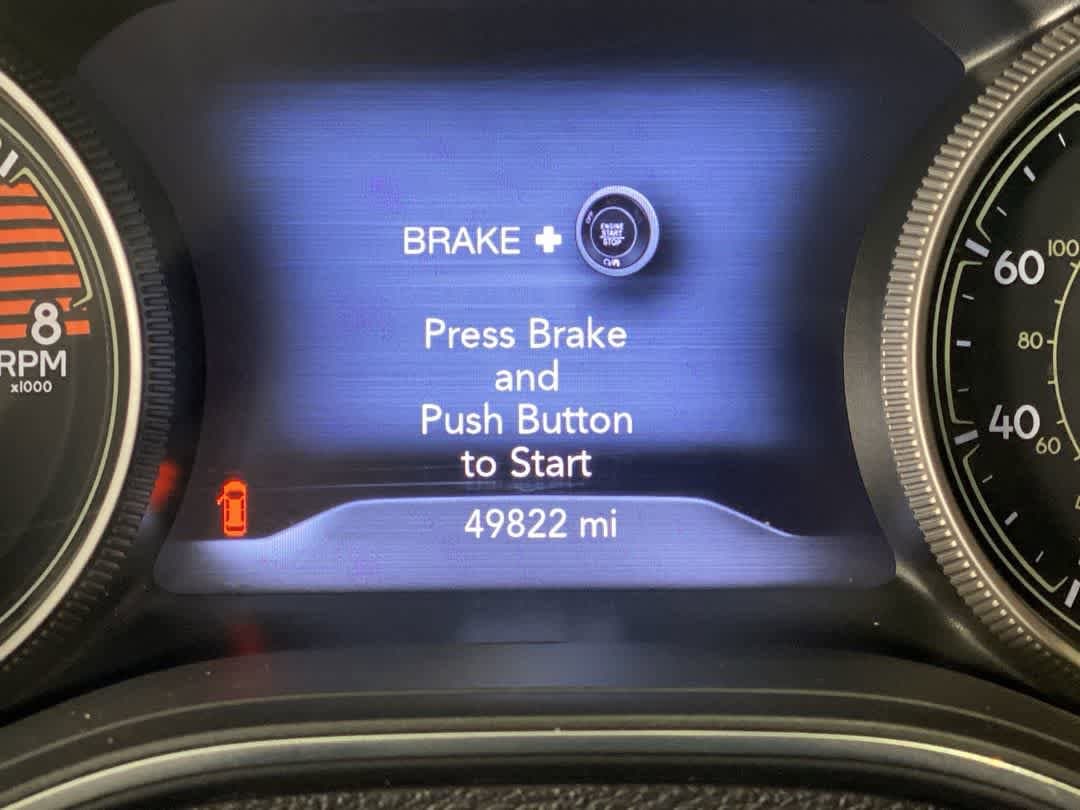 BRAKE +
ENGINE
START
STOP
Press Brake
and
Push Button
to Start
49822 mi
8
RPM
x1000
60
100
80
40
60